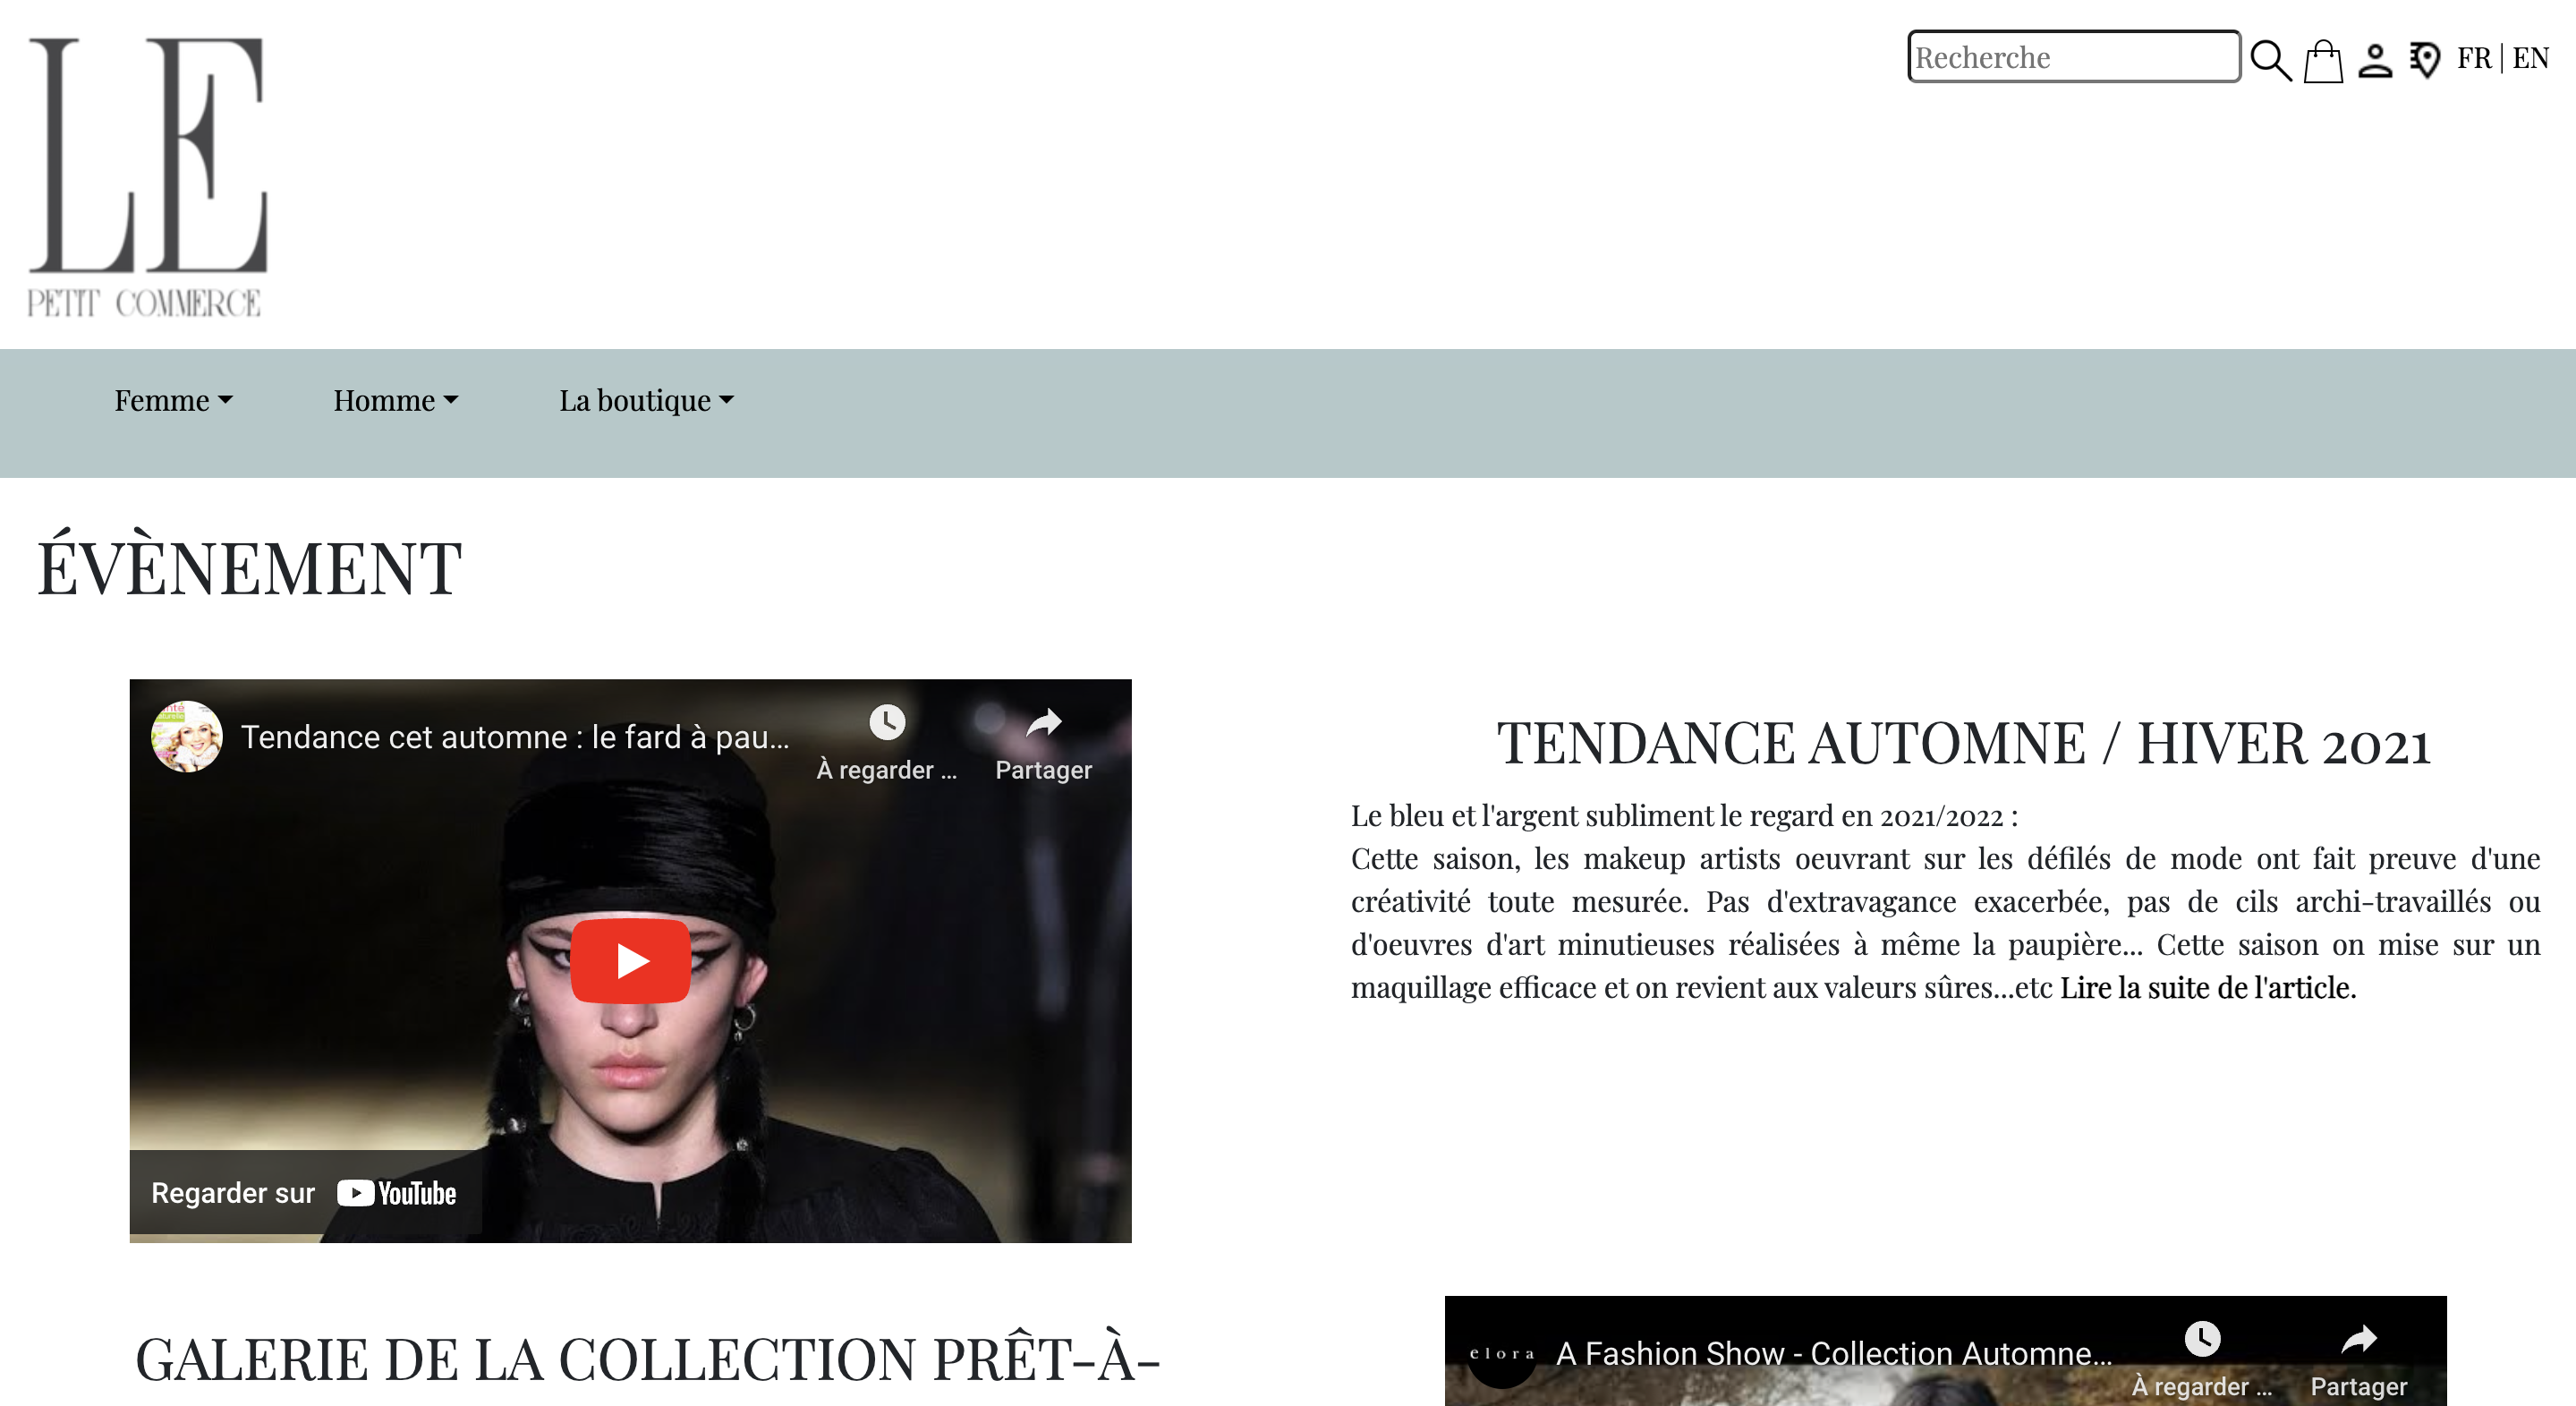 LE
PETIT COMMERCE
Recherche
FR | EN
Femme
Homme
La boutique
ÉVÈNEMENT
Tendance cet automne : le fard à pau...
À regarder ...
Partager
Regarder sur YouTube
TENDANCE AUTOMNE / HIVER 2021
Le bleu et l'argent subliment le regard en 2021/2022 :
Cette saison, les makeup artists oeuvrant sur les défilés de mode ont fait preuve d'une
créativité toute mesurée. Pas d'extravagance exacerbée, pas de cils archi-travaillés ou
d'oeuvres d'art minutieuses réalisées à même la paupière... Cette saison on mise sur un
maquillage efficace et on revient aux valeurs sûres...etc Lire la suite de l'article.
GALERIE DE LA COLLECTION PRÊT-À-
elora
A Fashion Show - Collection Automne...
À regarder ...
Partager